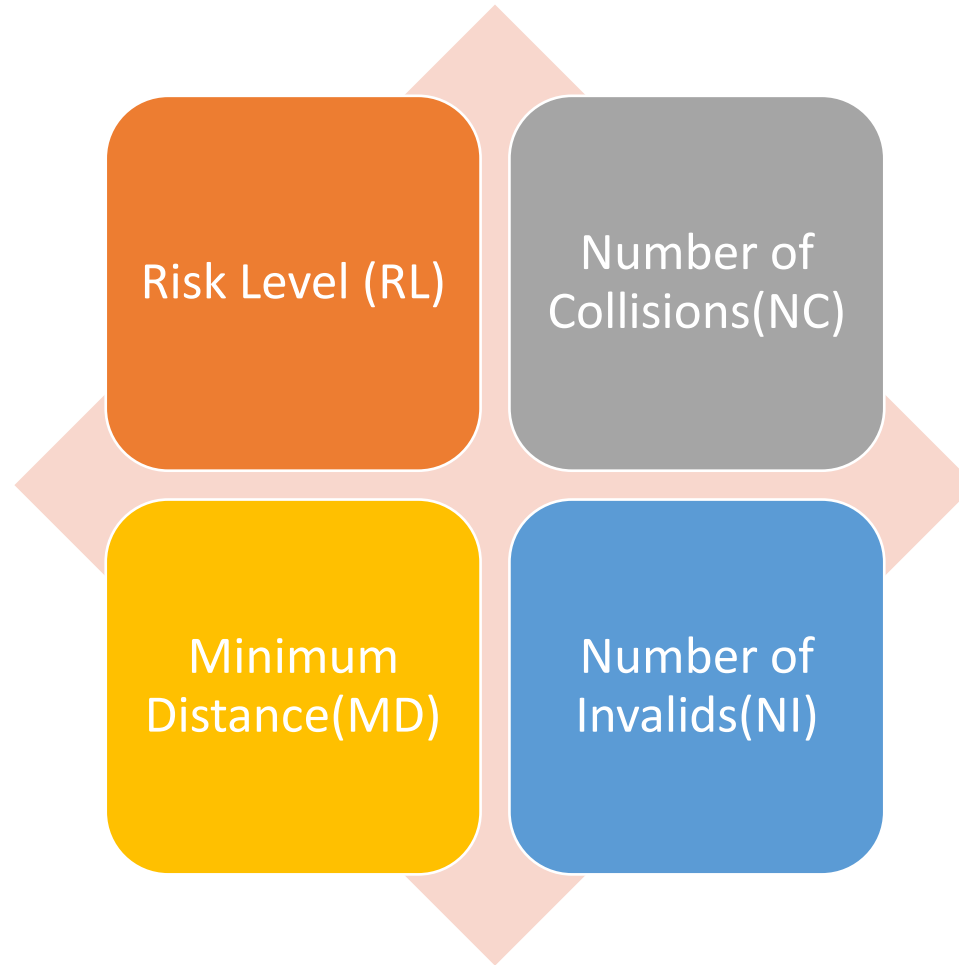 Risk Level (RL)
Number of
Collisions(NC)
Minimum
Distance(MD)
Number of
Invalids(NI)